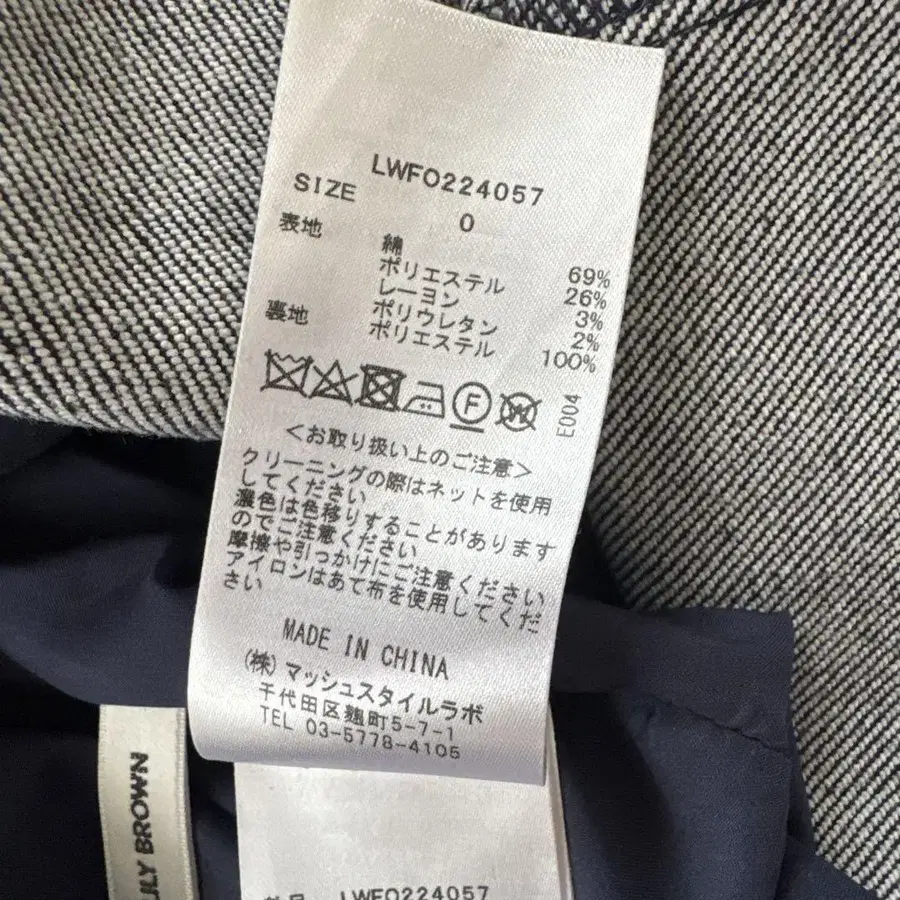 LWFO224057
SIZE 0
表地 綿 69%
ポリエステル 26%
レーヨン 3%
ポリウレタン 2%
裏地 ポリエステル 100%
F
W
E004
<お取り扱い上のご注意>
クリーニングの際はネットを使用
してください
濃色は色移りすることがあります
のでご注意ください
摩擦や引っかけにご注意ください
アイロンはあて布を使用してくだ
さい
MADE IN CHINA
(株)マッシュスタイルラボ
千代田区麹町5-7-1
TEL 03-5778-4105
BROWN
LWFO224057